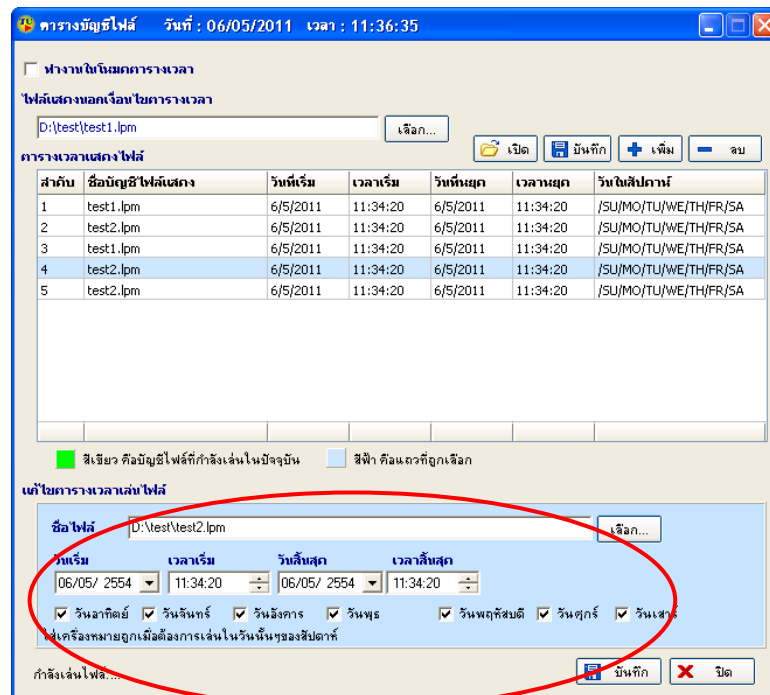 ตารางบัญชีไฟล์ วันที่ : 06/05/2011 เวลา : 11:36:35
ทำงานในโหมดตารางเวลา
ไฟล์แสดงนอกเงื่อนไขตารางเวลา
D:\test\test1.lpm เลือก...
ตารางเวลาแสดงไฟล์ เปิด บันทึก เพิ่ม ลบ
ลำดับ ชื่อบัญชีไฟล์แสดง วันที่เริ่ม เวลาเริ่ม วันที่หยุด เวลาหยุด วันในสัปดาห์
1 test1.lpm 6/5/2011 11:34:20 6/5/2011 11:34:20 /SU/MO/TU/WE/TH/FR/SA
2 test2.lpm 6/5/2011 11:34:20 6/5/2011 11:34:20 /SU/MO/TU/WE/TH/FR/SA
3 test1.lpm 6/5/2011 11:34:20 6/5/2011 11:34:20 /SU/MO/TU/WE/TH/FR/SA
4 test2.lpm 6/5/2011 11:34:20 6/5/2011 11:34:20 /SU/MO/TU/WE/TH/FR/SA
5 test2.lpm 6/5/2011 11:34:20 6/5/2011 11:34:20 /SU/MO/TU/WE/TH/FR/SA
สีเขียว คือบัญชีไฟล์ที่กำลังเล่นในปัจจุบัน สีฟ้า คือแถวที่ถูกเลือก
แก้ไขตารางเวลาเล่นไฟล์
ชื่อไฟล์ D:\test\test2.lpm เลือก...
วันเริ่ม เวลาเริ่ม วันสิ้นสุด เวลาสิ้นสุด
06/05/ 2554 11:34:20 06/05/ 2554 11:34:20
วันอาทิตย์ วันจันทร์ วันอังคาร วันพุธ วันพฤหัสบดี วันศุกร์ วันเสาร์
ใส่เครื่องหมายถูกเมื่อต้องการเล่นในวันนั้นๆของสัปดาห์
กำลังเล่นไฟล์... บันทึก ปิด